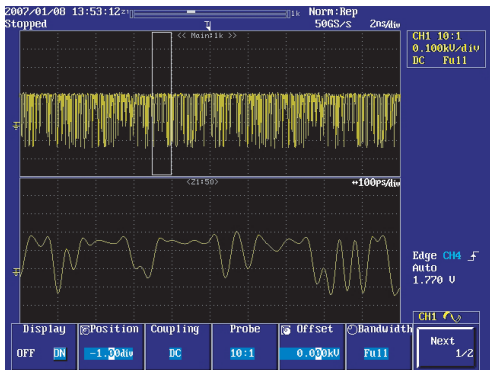 2007/01/08 13:53:12
Stopped
1k
Norm:Rep
50GS/s 2ns/div
<< Main:1k >>
CH1 10:1
0.100kV/div
DC Full
<Z1:50>
↔100ps/div
Edge CH4
Auto
1.770 V
CH1
Display Position Coupling Probe Offset Bandwidth
OFF ON -1.00div DC 10:1 0.000kV Full
Next
1/2